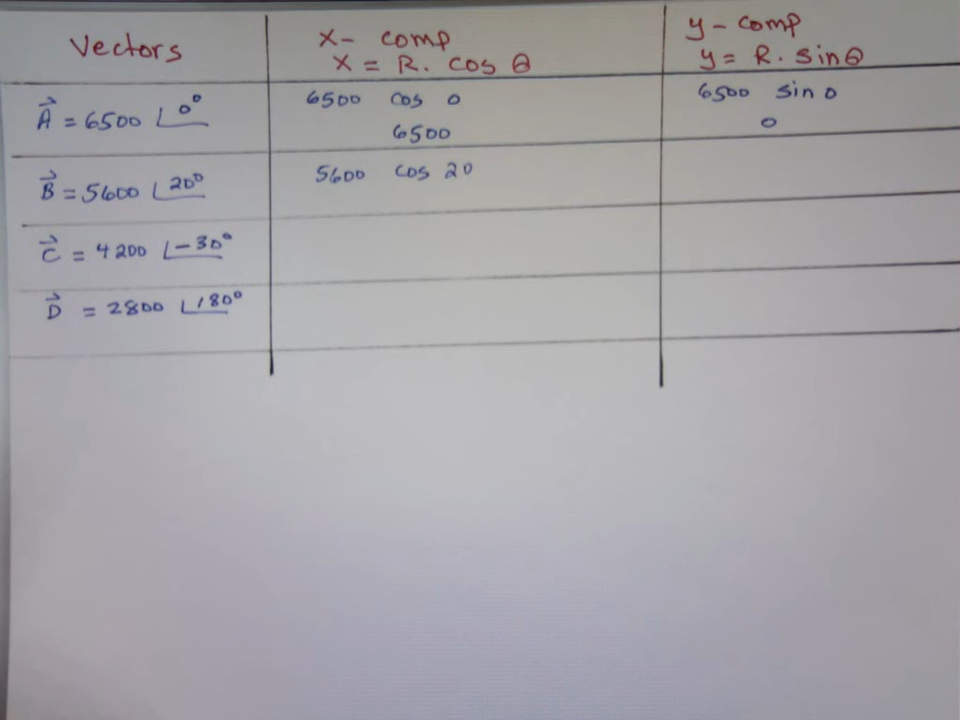 Vectors
x- comp
x = R. cos θ
y- comp
y = R. sinθ
A⃗ = 6500 ∠0°
6500 cos 0
6500
6500 sin 0
0
B⃗ = 5600 ∠20°
5600 cos 20
C⃗ = 4200 ∠-30°
D⃗ = 2800 ∠180°